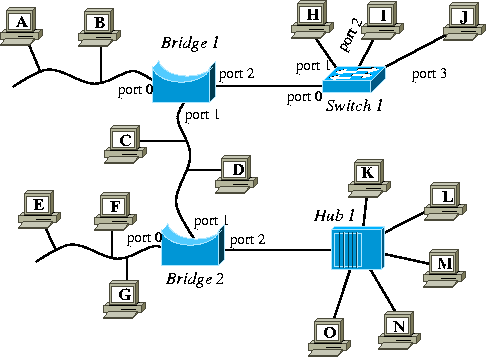 A
B
H
I
J
Bridge 1
port 2
port 1
port 2
port 3
port 0
port 0
port 1
Switch 1
C
D
K
E
F
port 1
Hub 1
L
port 0
port 2
M
Bridge 2
G
O
N